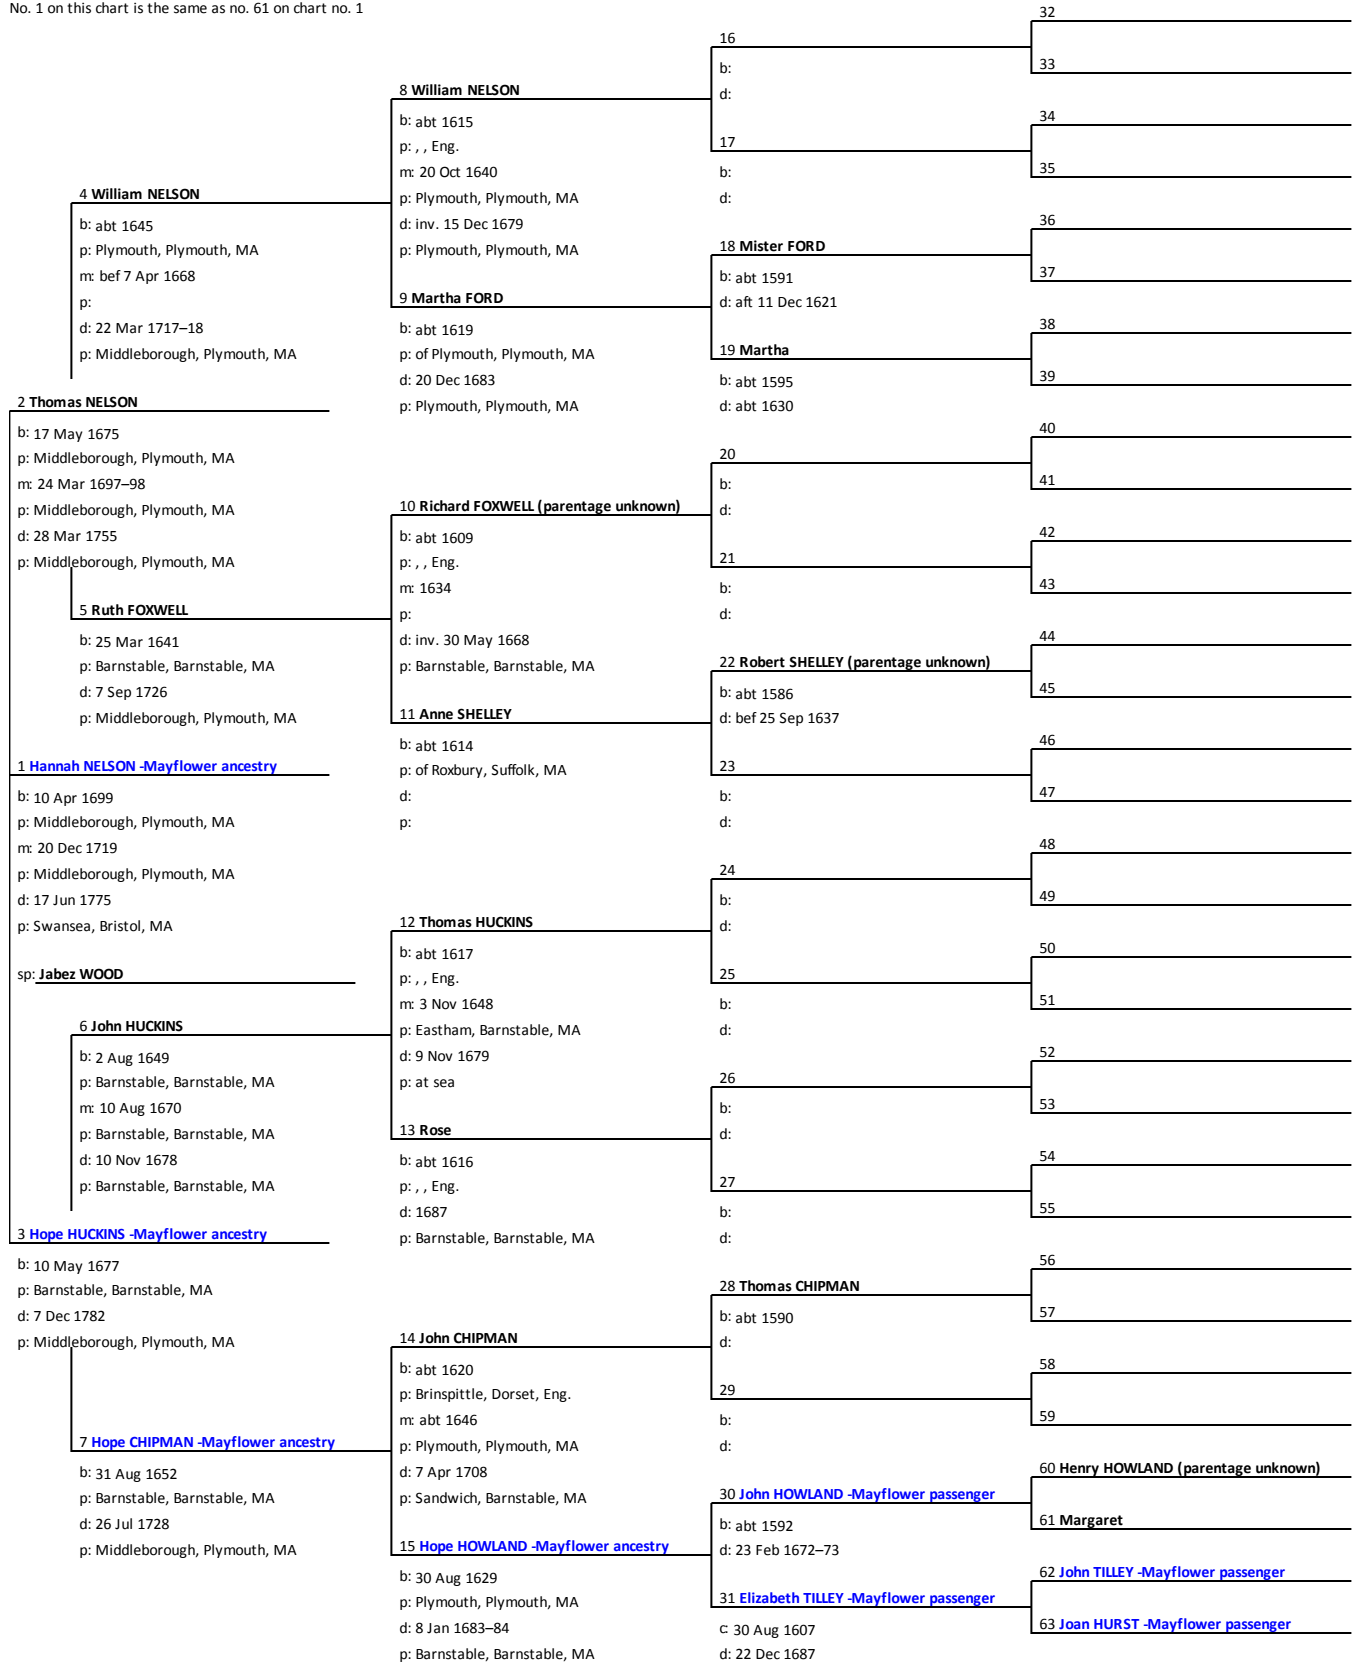 No. 1 on this chart is the same as no. 61 on chart no. 1
2 Thomas NELSON
b: 17 May 1675
p: Middleborough, Plymouth, MA
m: 24 Mar 1697–98
p: Middleborough, Plymouth, MA
d: 28 Mar 1755
p: Middleborough, Plymouth, MA
1 Hannah NELSON -Mayflower ancestry
b: 10 Apr 1699
p: Middleborough, Plymouth, MA
m: 20 Dec 1719
p: Middleborough, Plymouth, MA
d: 17 Jun 1775
p: Swansea, Bristol, MA
sp: Jabez WOOD
3 Hope HUCKINS -Mayflower ancestry
b: 10 May 1677
p: Barnstable, Barnstable, MA
d: 7 Dec 1782
p: Middleborough, Plymouth, MA
4 William NELSON
b: abt 1645
p: Plymouth, Plymouth, MA
m: bef 7 Apr 1668
p:
d: 22 Mar 1717–18
p: Middleborough, Plymouth, MA
5 Ruth FOXWELL
b: 25 Mar 1641
p: Barnstable, Barnstable, MA
d: 7 Sep 1726
p: Middleborough, Plymouth, MA
6 John HUCKINS
b: 2 Aug 1649
p: Barnstable, Barnstable, MA
m: 10 Aug 1670
p: Barnstable, Barnstable, MA
d: 10 Nov 1678
p: Barnstable, Barnstable, MA
7 Hope CHIPMAN -Mayflower ancestry
b: 31 Aug 1652
p: Barnstable, Barnstable, MA
d: 26 Jul 1728
p: Middleborough, Plymouth, MA
8 William NELSON
b: abt 1615
p: , , Eng.
m: 20 Oct 1640
p: Plymouth, Plymouth, MA
d: inv. 15 Dec 1679
p: Plymouth, Plymouth, MA
9 Martha FORD
b: abt 1619
p: of Plymouth, Plymouth, MA
d: 20 Dec 1683
p: Plymouth, Plymouth, MA
10 Richard FOXWELL (parentage unknown)
b: abt 1609
p: , , Eng.
m: 1634
p:
d: inv. 30 May 1668
p: Barnstable, Barnstable, MA
11 Anne SHELLEY
b: abt 1614
p: of Roxbury, Suffolk, MA
d:
p:
12 Thomas HUCKINS
b: abt 1617
p: , , Eng.
m: 3 Nov 1648
p: Eastham, Barnstable, MA
d: 9 Nov 1679
p: at sea
13 Rose
b: abt 1616
p: , , Eng.
d: 1687
p: Barnstable, Barnstable, MA
14 John CHIPMAN
b: abt 1620
p: Brinspittle, Dorset, Eng.
m: abt 1646
p: Plymouth, Plymouth, MA
d: 7 Apr 1708
p: Sandwich, Barnstable, MA
15 Hope HOWLAND -Mayflower ancestry
b: 30 Aug 1629
p: Plymouth, Plymouth, MA
d: 8 Jan 1683–84
p: Barnstable, Barnstable, MA
16
b:
d:
17
b:
d:
18 Mister FORD
b: abt 1591
d: aft 11 Dec 1621
19 Martha
b: abt 1595
d: abt 1630
20
b:
d:
21
b:
d:
22 Robert SHELLEY (parentage unknown)
b: abt 1586
d: bef 25 Sep 1637
23
b:
d:
24
b:
d:
25
b:
d:
26
b:
d:
27
b:
d:
28 Thomas CHIPMAN
b: abt 1590
d:
29
b:
d:
30 John HOWLAND -Mayflower passenger
b: abt 1592
d: 23 Feb 1672–73
31 Elizabeth TILLEY -Mayflower passenger
c: 30 Aug 1607
d: 22 Dec 1687
32
33
34
35
36
37
38
39
40
41
42
43
44
45
46
47
48
49
50
51
52
53
54
55
56
57
58
59
60 Henry HOWLAND (parentage unknown)
61 Margaret
62 John TILLEY -Mayflower passenger
63 Joan HURST -Mayflower passenger